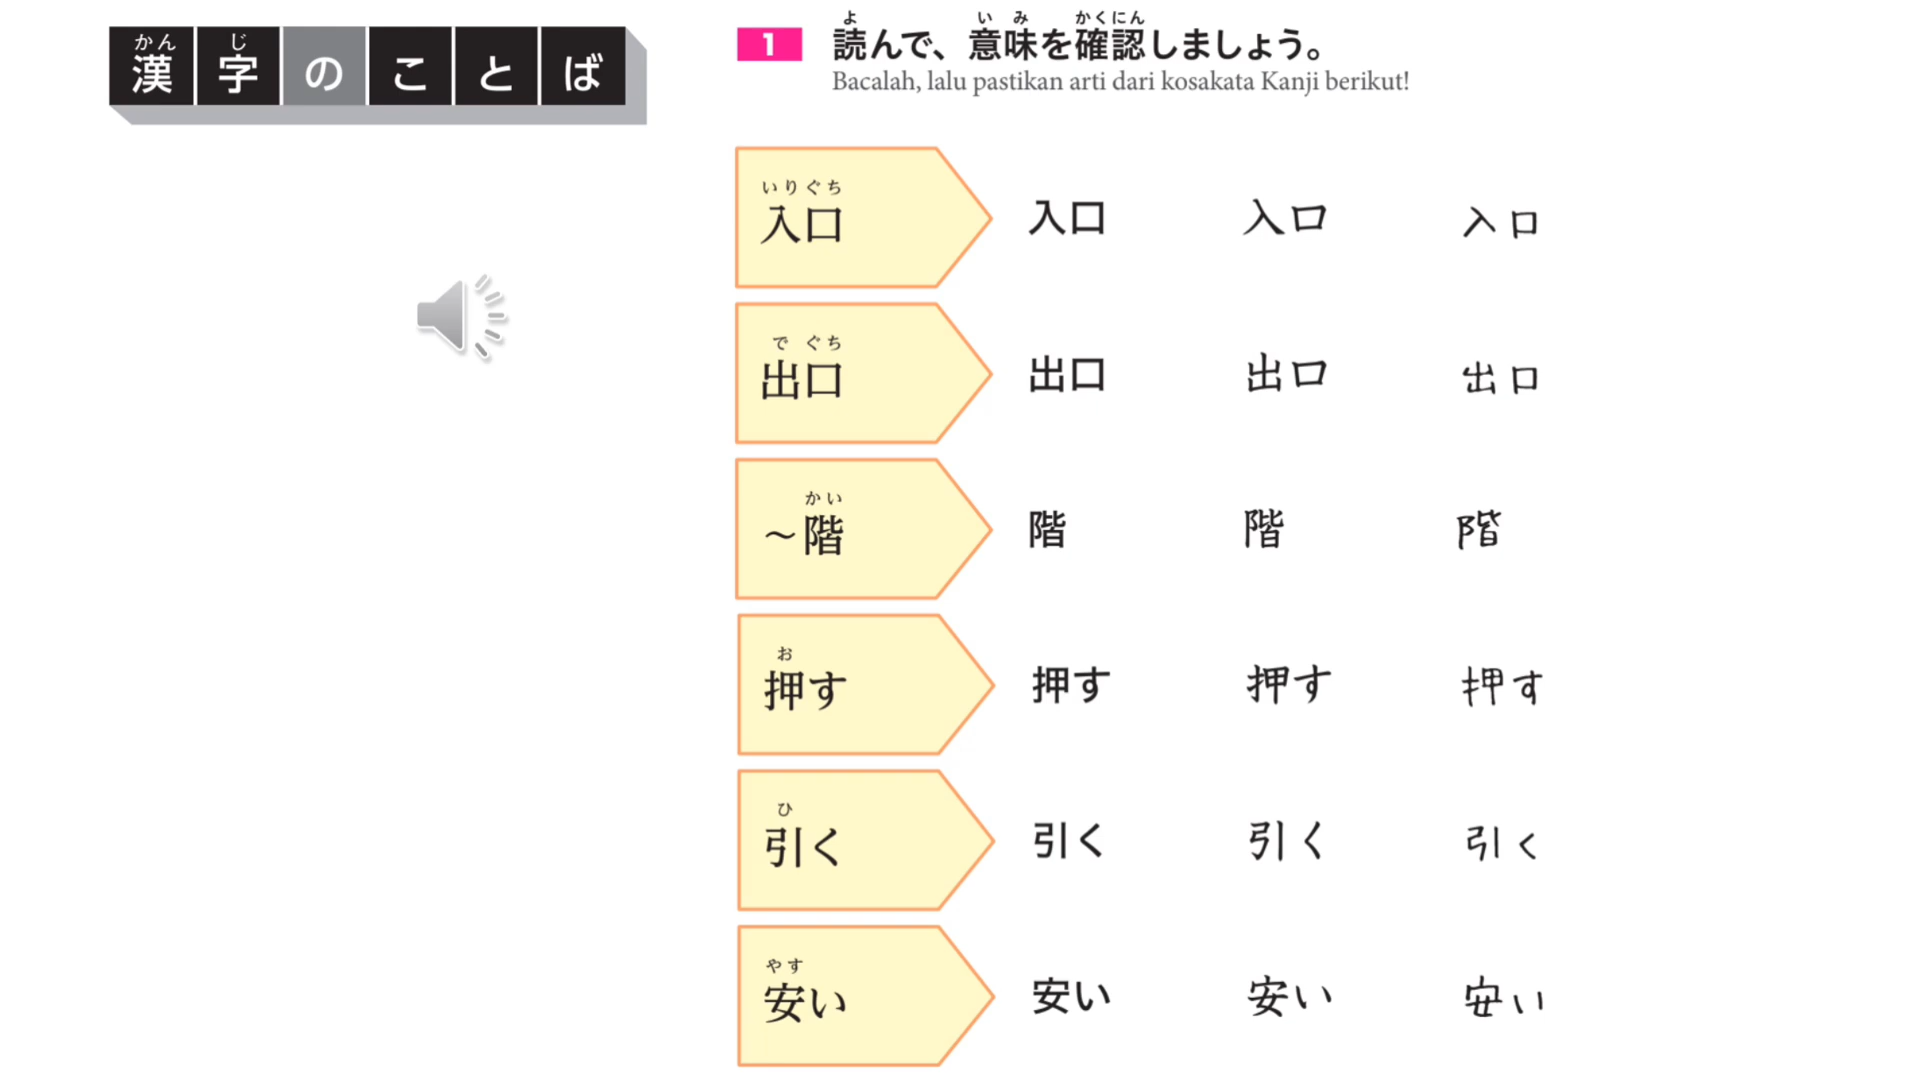 かん じ
漢字のことば
1
よ い み かくにん
読んで、意味を確認しましょう。
Bacalah, lalu pastikan arti dari kosakata Kanji berikut!
いりぐち
入口 入口 入口 入口
で ぐち
出口 出口 出口 出口
かい
～階 階 階 階
お
押す 押す 押す 押す
ひ
引く 引く 引く 引く
やす
安い 安い 安い 安い